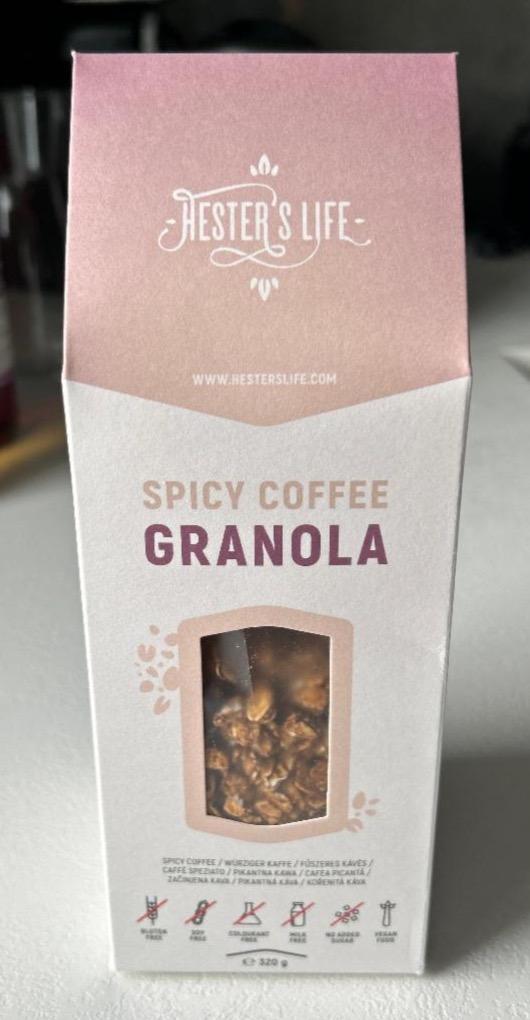 HESTER'S LIFE
WWW.HESTERSLIFE.COM
SPICY COFFEE
GRANOLA
SPICY COFFEE / WÜRZIGER KAFFE / FŰSZERES KÁVÉS /
CAFFÈ SPEZIATO / PIKANTNA KAWA / CAFEA PICANTĂ /
ZAČINJENA KAVA / PIKANTNÁ KÁVA / KOŘENITÁ KÁVA
GLUTEN FREE
SOY FREE
COLOURANT FREE
MILK FREE
NO ADDED SUGAR
VEGAN FOOD
℮ 320 g